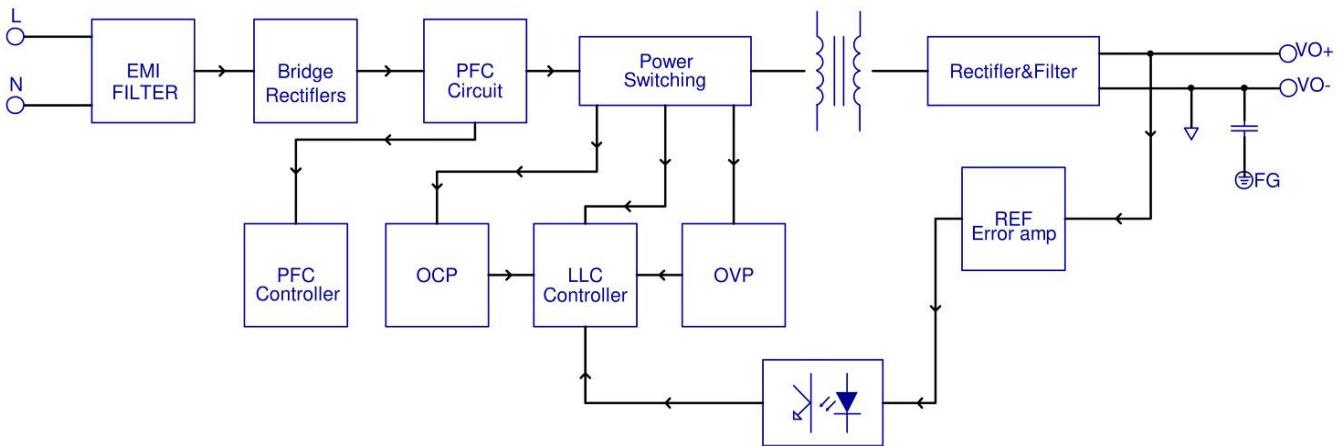 L
N
EMI
FILTER
Bridge
Rectiflers
PFC
Circuit
Power
Switching
Rectifler&Filter
VO+
VO-
FG
REF
Error amp
PFC
Controller
OCP
LLC
Controller
OVP